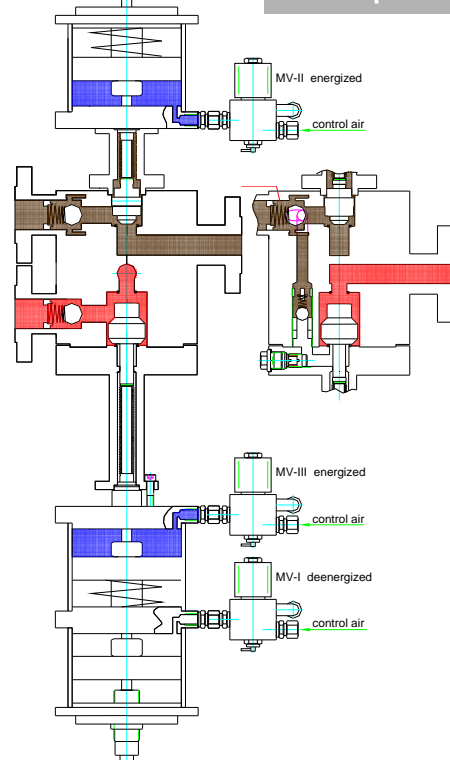 MV-II energized
control air
MV-III energized
control air
MV-I deenergized
control air